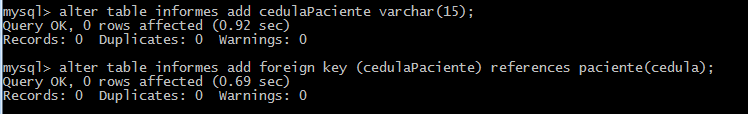 mysql> alter table informes add cedulaPaciente varchar(15);
Query OK, 0 rows affected (0.92 sec)
Records: 0  Duplicates: 0  Warnings: 0
mysql> alter table informes add foreign key (cedulaPaciente) references paciente(cedula);
Query OK, 0 rows affected (0.69 sec)
Records: 0  Duplicates: 0  Warnings: 0